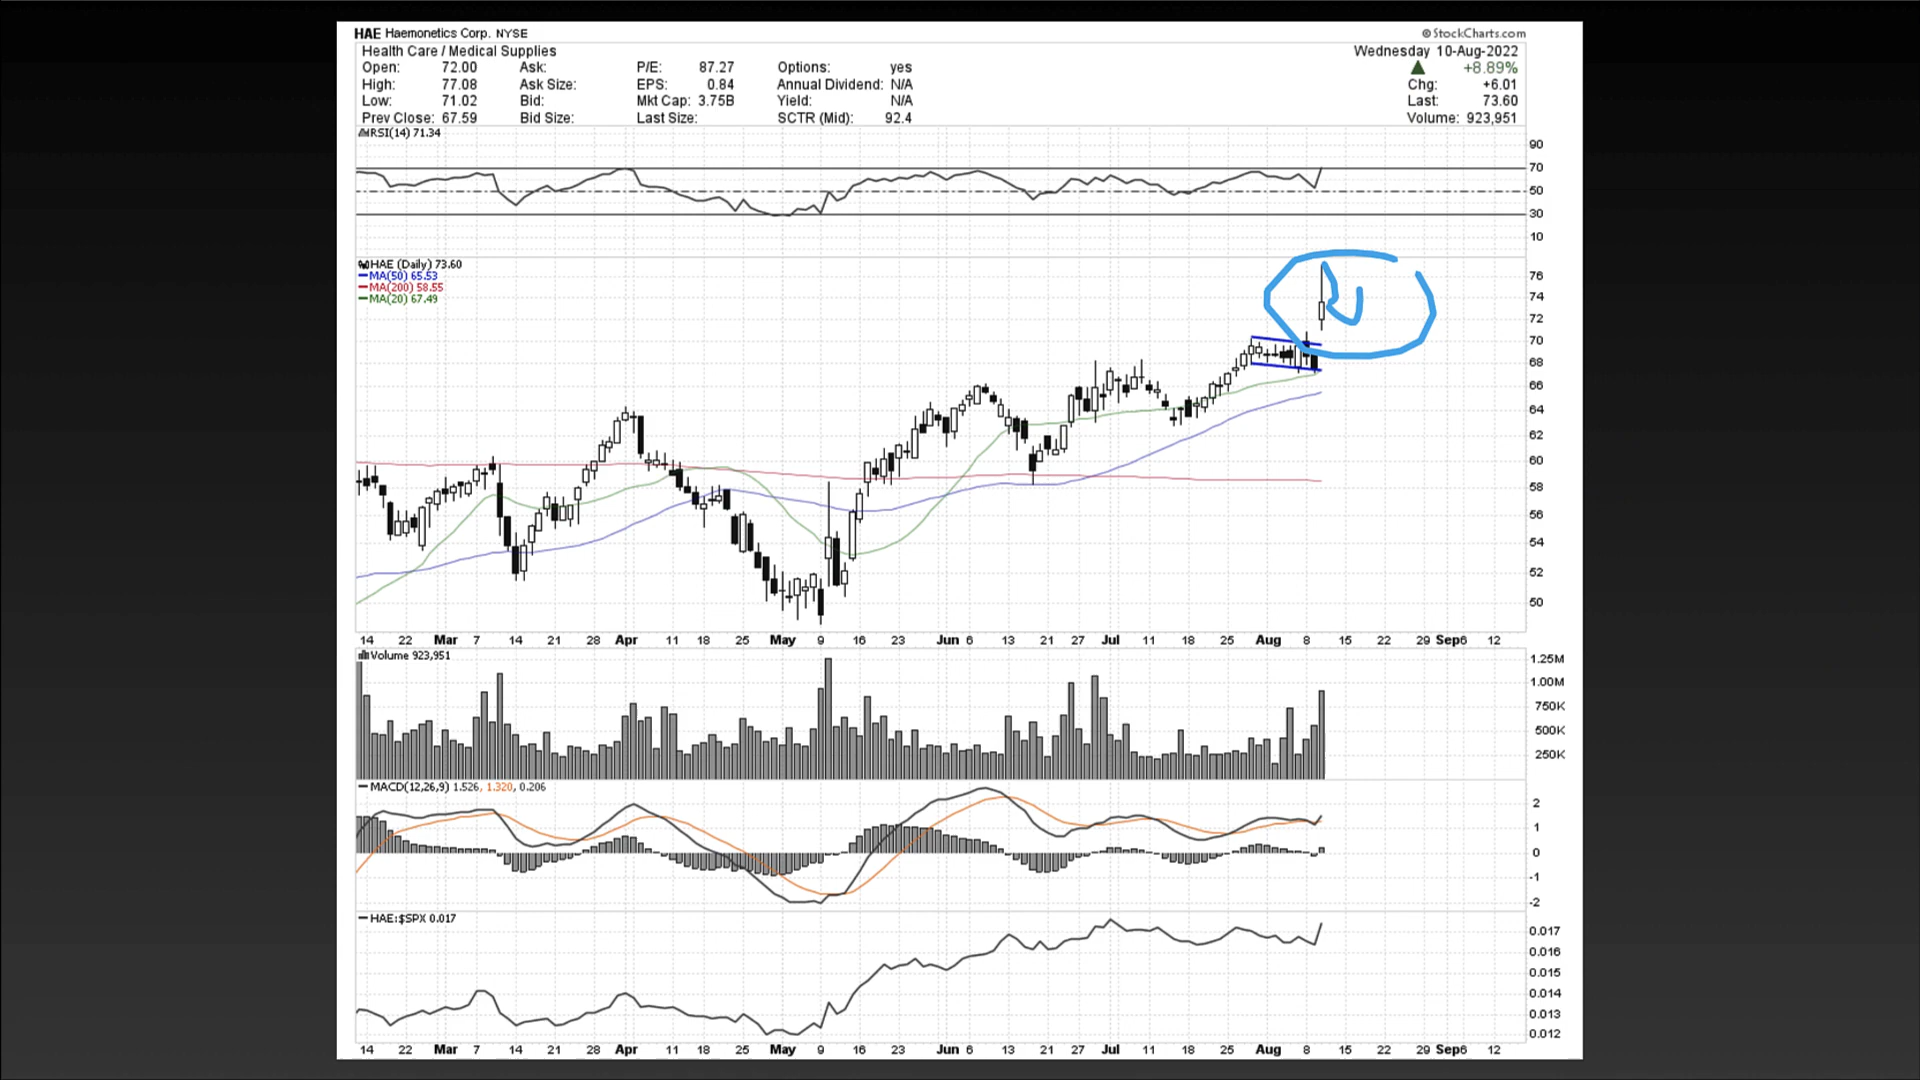 HAE Haemonetics Corp. NYSE
© StockCharts.com
Health Care / Medical Supplies
Wednesday 10-Aug-2022
Open: 72.00 Ask: P/E: 87.27 Options: yes +8.89%
High: 77.08 Ask Size: EPS: 0.84 Annual Dividend: N/A Chg: +6.01
Low: 71.02 Bid: Mkt Cap: 3.75B Yield: N/A Last: 73.60
Prev Close: 67.59 Bid Size: Last Size: SCTR (Mid): 92.4 Volume: 923,951
RSI(14) 71.34
90
70
50
30
10
HAE (Daily) 73.60
MA(50) 65.53
MA(200) 58.55
MA(20) 67.49
76
74
72
70
68
66
64
62
60
58
56
54
52
50
14 22 Mar 7 14 21 28 Apr 11 18 25 May 9 16 23 Jun 6 13 21 27 Jul 11 18 25 Aug 8 15 22 29 Sep6 12
Volume 923,951
1.25M
1.00M
750K
500K
250K
MACD(12,26,9) 1.526, 1.320, 0.206
2
1
0
-1
-2
HAE:$SPX 0.017
0.017
0.016
0.015
0.014
0.013
0.012
14 22 Mar 7 14 21 28 Apr 11 18 25 May 9 16 23 Jun 6 13 21 27 Jul 11 18 25 Aug 8 15 22 29 Sep6 12